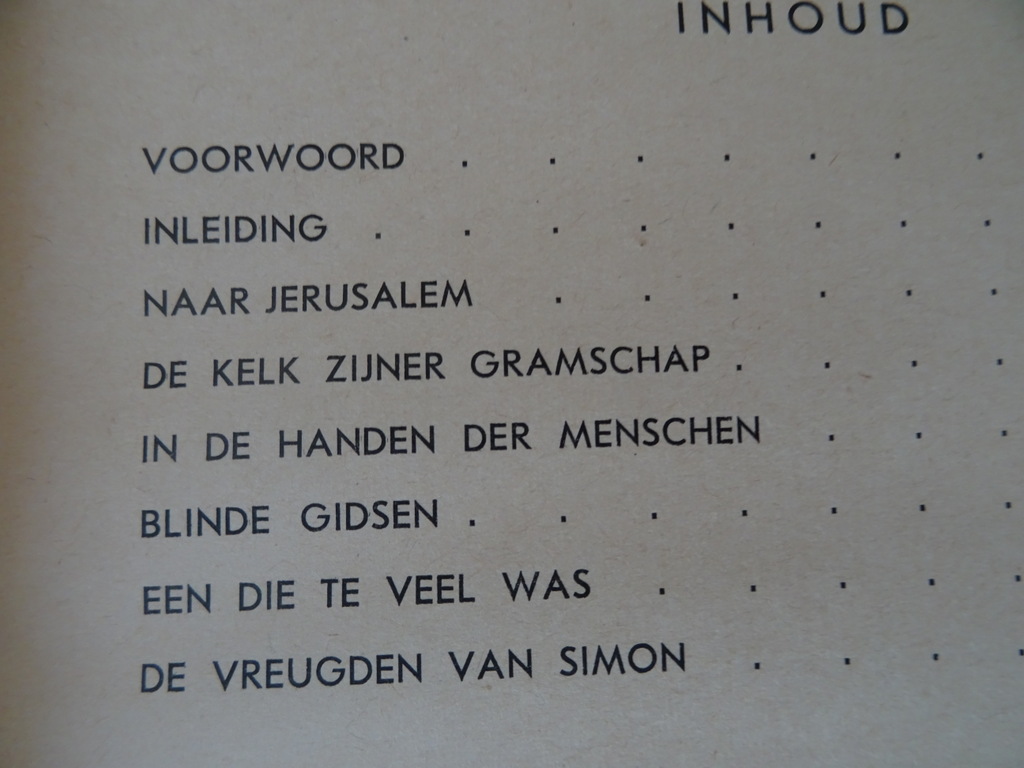 INHOUD
VOORWOORD . . . . . . .
INLEIDING . . . . . . . .
NAAR JERUSALEM . . . . . .
DE KELK ZIJNER GRAMSCHAP . . . .
IN DE HANDEN DER MENSCHEN . . .
BLINDE GIDSEN . . . . . . .
EEN DIE TE VEEL WAS . . . . .
DE VREUGDEN VAN SIMON . . . .